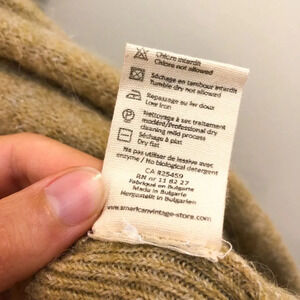 Chlore interdit
Chlore not allowed
Séchage en tambour interdit
Tumble dry not allowed
Repassage au fer doux
Low iron
Nettoyage à sec traitement
modéré/Professional dry
cleaning mild process
Séchage à plat
Dry flat
Ne pas utiliser de lessive avec
enzyme / No biological detergent
CA #25459
RN nr 11 82 27
Fabriqué en Bulgarie
Made in Bulgaria
Hergestellt in Bulgarien
www.americanvintage-store.com